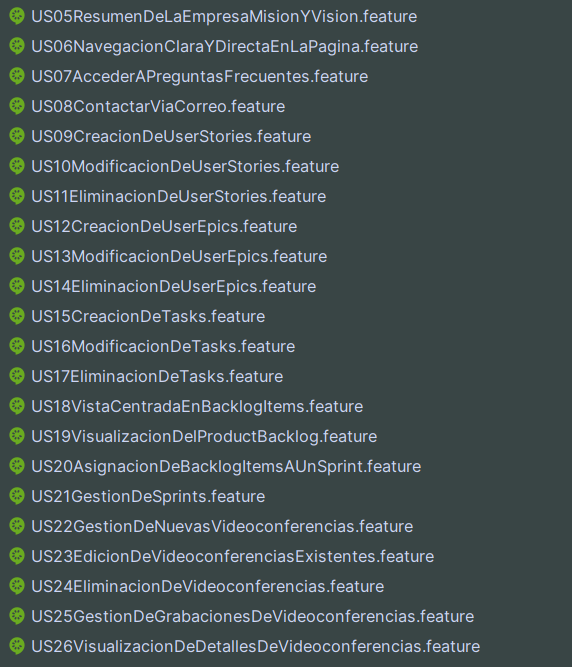 US05ResumenDeLaEmpresaMisionYVision.feature
US06NavegacionClaraYDirectaEnLaPagina.feature
US07AccederAPreguntasFrecuentes.feature
US08ContactarViaCorreo.feature
US09CreacionDeUserStories.feature
US10ModificacionDeUserStories.feature
US11EliminacionDeUserStories.feature
US12CreacionDeUserEpics.feature
US13ModificacionDeUserEpics.feature
US14EliminacionDeUserEpics.feature
US15CreacionDeTasks.feature
US16ModificacionDeTasks.feature
US17EliminacionDeTasks.feature
US18VistaCentradaEnBacklogItems.feature
US19VisualizacionDelProductBacklog.feature
US20AsignacionDeBacklogItemsAUnSprint.feature
US21GestionDeSprints.feature
US22GestionDeNuevasVideoconferencias.feature
US23EdicionDeVideoconferenciasExistentes.feature
US24EliminacionDeVideoconferencias.feature
US25GestionDeGrabacionesDeVideoconferencias.feature
US26VisualizacionDeDetallesDeVideoconferencias.feature